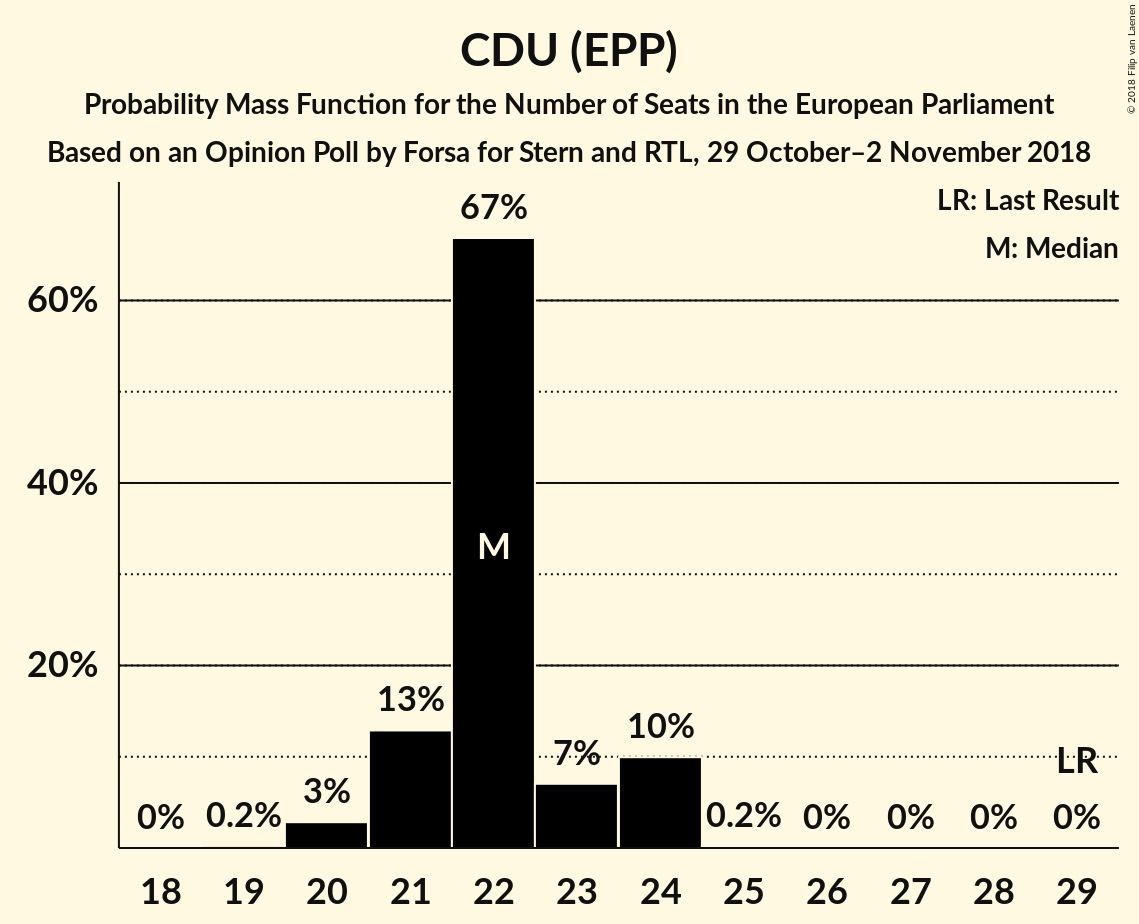 CDU (EPP)
Probability Mass Function for the Number of Seats in the European Parliament
Based on an Opinion Poll by Forsa for Stern and RTL, 29 October–2 November 2018
© 2018 Filip van Laenen
LR: Last Result
M: Median
60%
40%
20%
0%
0.2%
3%
13%
67%
M
7%
10%
0.2%
0%
0%
0%
LR
0%
18 19 20 21 22 23 24 25 26 27 28 29